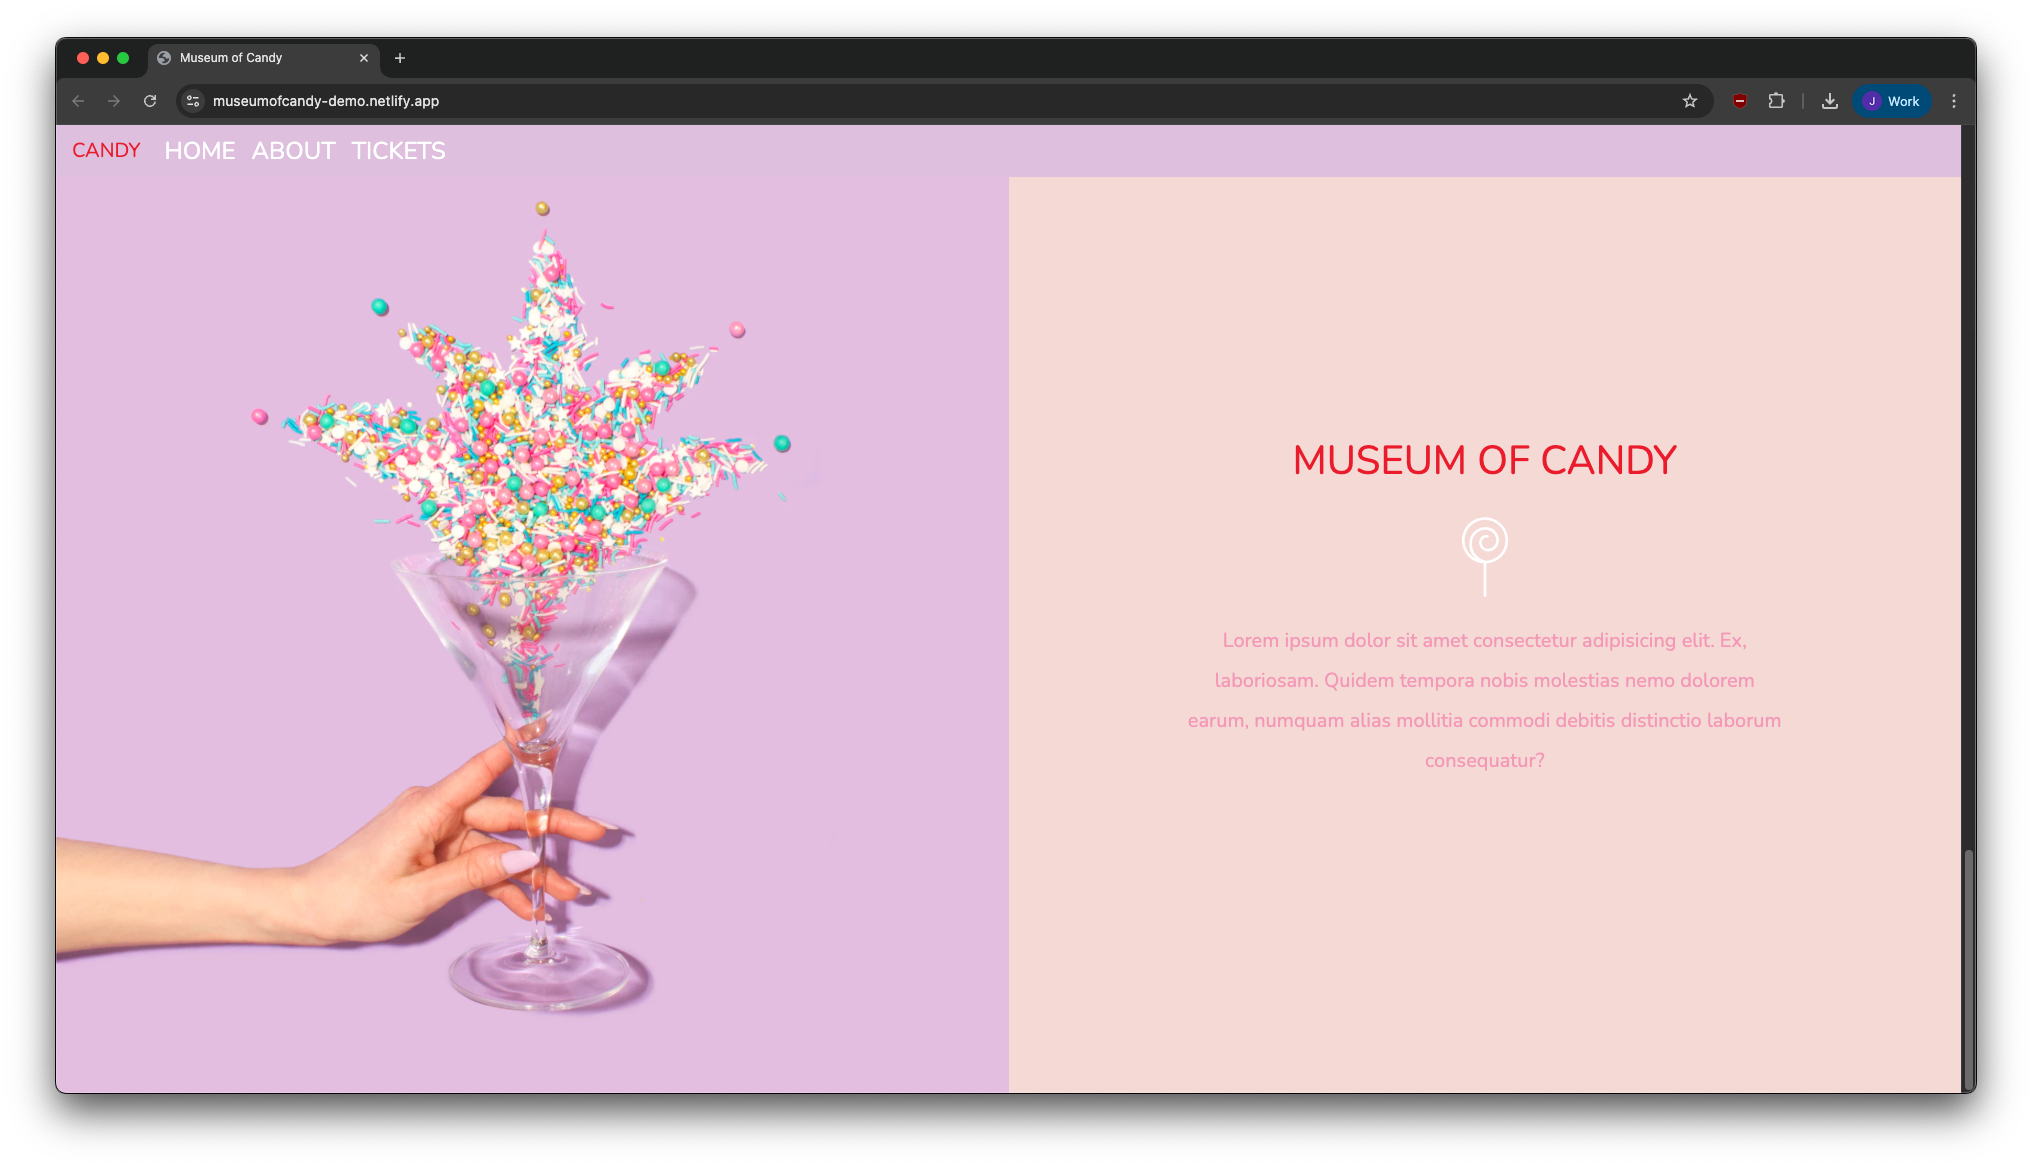 Museum of Candy
museumofcandy-demo.netlify.app
J Work
CANDY HOME ABOUT TICKETS
MUSEUM OF CANDY
Lorem ipsum dolor sit amet consectetur adipisicing elit. Ex,
laboriosam. Quidem tempora nobis molestias nemo dolorem
earum, numquam alias mollitia commodi debitis distinctio laborum
consequatur?